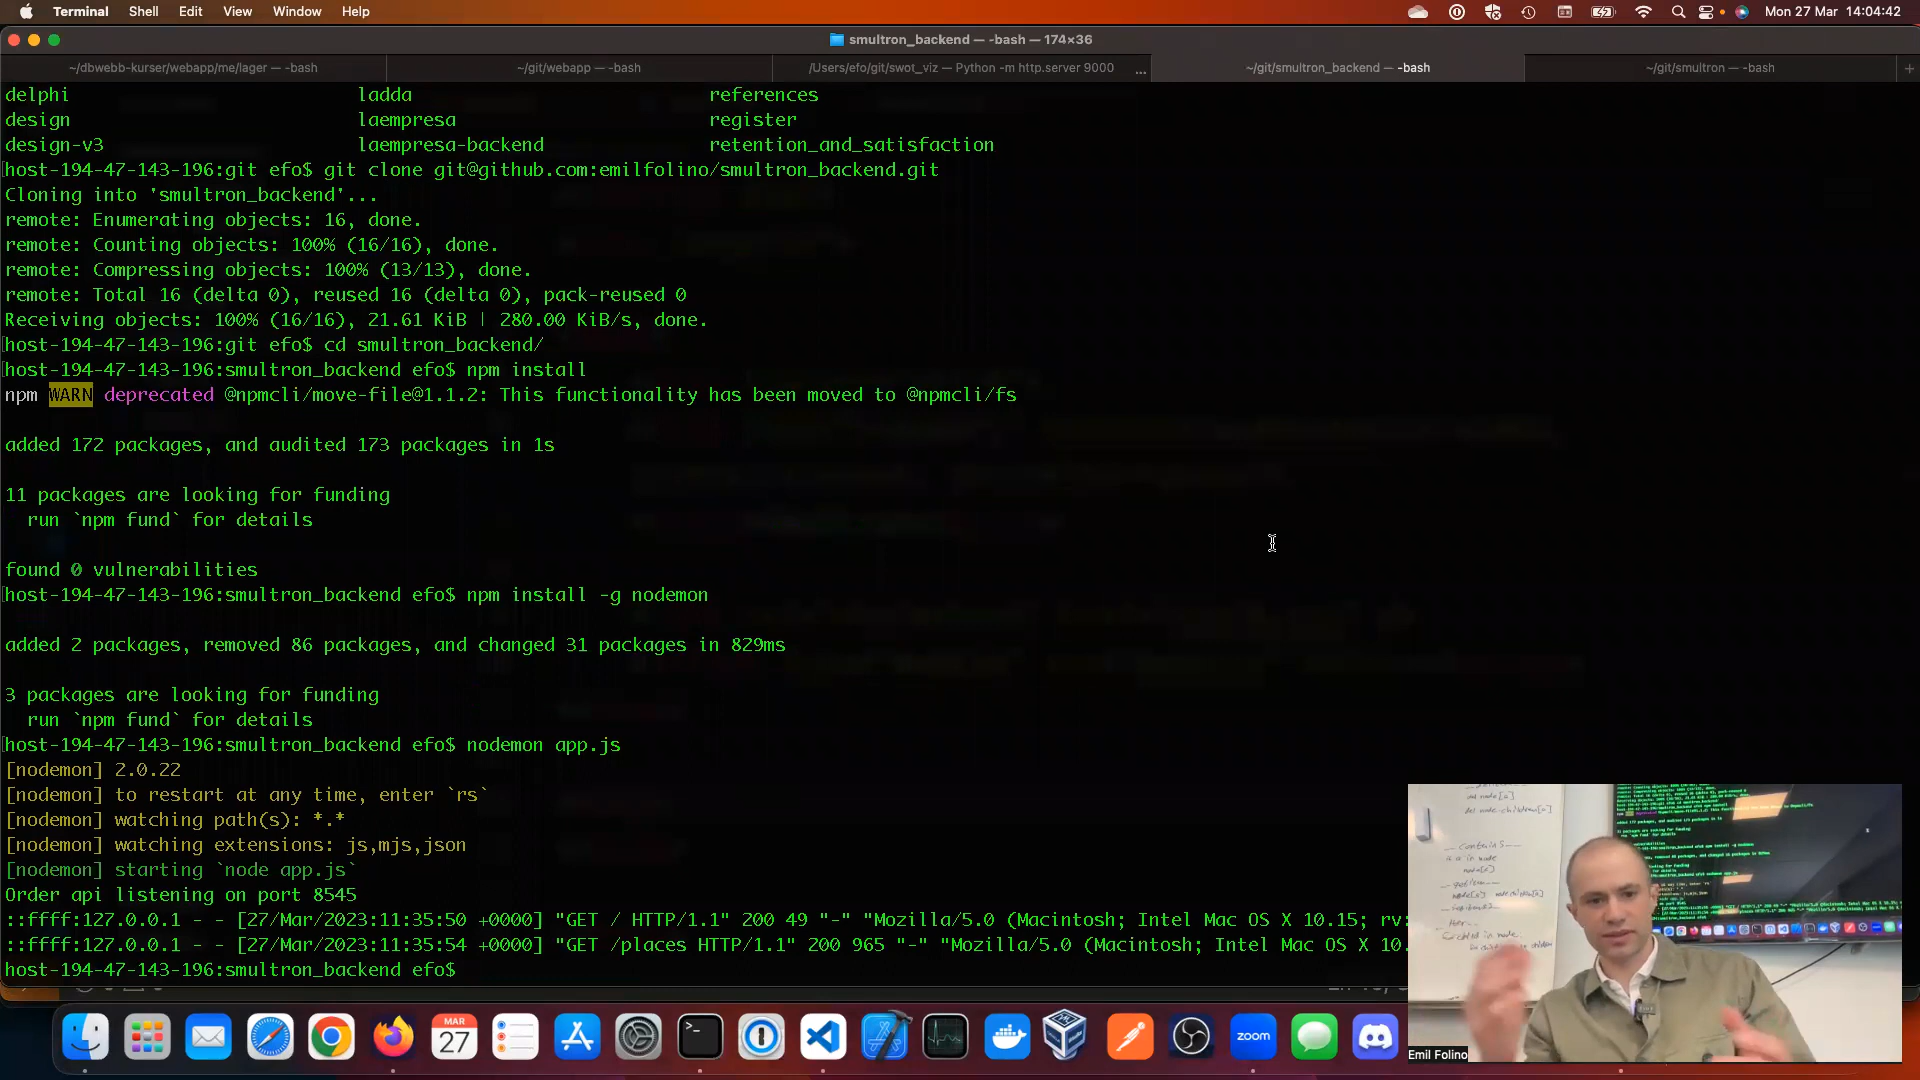 Terminal Shell Edit View Window Help Mon 27 Mar 14:04:42
smultron_backend — -bash — 174×36
~/dbwebb-kurser/webapp/me/lager — -bash ~/git/webapp — -bash /Users/efo/git/swot_viz — Python -m http.server 9000 ... ~/git/smultron_backend — -bash ~/git/smultron — -bash
delphi ladda references
design laempresa register
design-v3 laempresa-backend retention_and_satisfaction
[host-194-47-143-196:git efo$ git clone git@github.com:emilfolino/smultron_backend.git
Cloning into 'smultron_backend'...
remote: Enumerating objects: 16, done.
remote: Counting objects: 100% (16/16), done.
remote: Compressing objects: 100% (13/13), done.
remote: Total 16 (delta 0), reused 16 (delta 0), pack-reused 0
Receiving objects: 100% (16/16), 21.61 KiB | 280.00 KiB/s, done.
[host-194-47-143-196:git efo$ cd smultron_backend/
[host-194-47-143-196:smultron_backend efo$ npm install
npm WARN deprecated @npmcli/move-file@1.1.2: This functionality has been moved to @npmcli/fs
added 172 packages, and audited 173 packages in 1s
11 packages are looking for funding
run `npm fund` for details
found 0 vulnerabilities
[host-194-47-143-196:smultron_backend efo$ npm install -g nodemon
added 2 packages, removed 86 packages, and changed 31 packages in 829ms
3 packages are looking for funding
run `npm fund` for details
[host-194-47-143-196:smultron_backend efo$ nodemon app.js
[nodemon] 2.0.22
[nodemon] to restart at any time, enter `rs`
[nodemon] watching path(s): *.*
[nodemon] watching extensions: js,mjs,json
[nodemon] starting `node app.js`
Order api listening on port 8545
::ffff:127.0.0.1 - - [27/Mar/2023:11:35:50 +0000] "GET / HTTP/1.1" 200 49 "-" "Mozilla/5.0 (Macintosh; Intel Mac OS X 10.15; rv:
::ffff:127.0.0.1 - - [27/Mar/2023:11:35:54 +0000] "GET /places HTTP/1.1" 200 965 "-" "Mozilla/5.0 (Macintosh; Intel Mac OS X 10.
host-194-47-143-196:smultron_backend efo$
MAR
27
zoom
Emil Folino